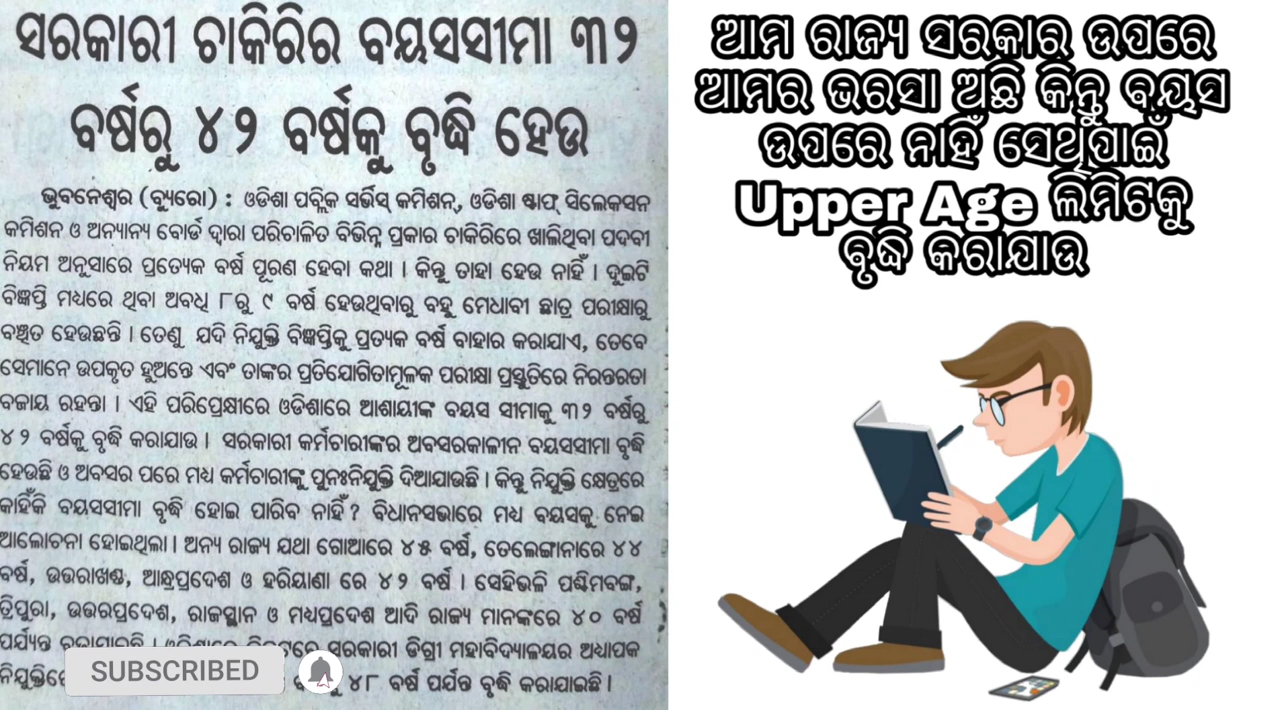 ସରକାରୀ ଚାକିରିର ବୟସସୀମା ୩୨
ବର୍ଷରୁ ୪୨ ବର୍ଷକୁ ବୃଦ୍ଧି ହେଉ
ଭୁବନେଶ୍ୱର (ବ୍ୟୁରୋ) : ଓଡିଶା ପବ୍ଲିକ ସର୍ଭିସ୍ କମିଶନ୍, ଓଡିଶା ଷ୍ଟାଫ୍ ସିଲେକସନ
କମିଶନ ଓ ଅନ୍ୟାନ୍ୟ ବୋର୍ଡ ଦ୍ୱାରା ପରିଚାଳିତ ବିଭିନ୍ନ ପ୍ରକାର ଚାକିରିରେ ଖାଲିଥିବା ପଦବୀ
ନିୟମ ଅନୁସାରେ ପ୍ରତ୍ୟେକ ବର୍ଷ ପୂରଣ ହେବା କଥା । କିନ୍ତୁ ତାହା ହେଉ ନାହିଁ । ଦୁଇଟି
ବିଜ୍ଞପ୍ତି ମଧ୍ୟରେ ଥିବା ଅବଧି ୮ରୁ ୯ ବର୍ଷ ହେଉଥିବାରୁ ବହୁ ମେଧାବୀ ଛାତ୍ର ପରୀକ୍ଷାରୁ
ବଞ୍ଚିତ ହେଉଛନ୍ତି । ତେଣୁ ଯଦି ନିଯୁକ୍ତି ବିଜ୍ଞପ୍ତିକୁ ପ୍ରତ୍ୟକ ବର୍ଷ ବାହାର କରାଯାଏ, ତେବେ
ସେମାନେ ଉପକୃତ ହୁଅନ୍ତେ ଏବଂ ତାଙ୍କର ପ୍ରତିଯୋଗିତାମୂଳକ ପରୀକ୍ଷା ପ୍ରସ୍ତୁତିରେ ନିରନ୍ତରତା
ବଜାୟ ରହନ୍ତା । ଏହି ପରିପ୍ରେକ୍ଷୀରେ ଓଡିଶାରେ ଆଶାୟୀଙ୍କ ବୟସ ସୀମାକୁ ୩୨ ବର୍ଷରୁ
୪୨ ବର୍ଷକୁ ବୃଦ୍ଧି କରାଯାଉ । ସରକାରୀ କର୍ମଚାରୀଙ୍କର ଅବସରକାଳୀନ ବୟସସୀମା ବୃଦ୍ଧି
ହେଉଛି ଓ ଅବସର ପରେ ମଧ୍ୟ କର୍ମଚାରୀଙ୍କୁ ପୁନଃନିଯୁକ୍ତି ଦିଆଯାଉଛି । କିନ୍ତୁ ନିଯୁକ୍ତି କ୍ଷେତ୍ରରେ
କାହିଁକି ବୟସସୀମା ବୃଦ୍ଧି ହୋଇ ପାରିବ ନାହିଁ? ବିଧାନସଭାରେ ମଧ୍ୟ ବୟସକୁ ନେଇ
ଆଲୋଚନା ହୋଇଥିଲା । ଅନ୍ୟ ରାଜ୍ୟ ଯଥା ଗୋଆରେ ୪୫ ବର୍ଷ, ତେଲେଙ୍ଗାନାରେ ୪୪
ବର୍ଷ, ଉତ୍ତରାଖଣ୍ଡ, ଆନ୍ଧ୍ରପ୍ରଦେଶ ଓ ହରିୟାଣା ରେ ୪୨ ବର୍ଷ । ସେହିଭଳି ପଶ୍ଚିମବଙ୍ଗ,
ତ୍ରିପୁରା, ଉତ୍ତରପ୍ରଦେଶ, ରାଜସ୍ଥାନ ଓ ମଧ୍ୟପ୍ରଦେଶ ଆଦି ରାଜ୍ୟ ମାନଙ୍କରେ ୪୦ ବର୍ଷ
ପର୍ଯ୍ୟନ୍ତ ସରକାରୀ ଡିଗ୍ରୀ ମହାବିଦ୍ୟାଳୟର ଅଧ୍ୟାପକ
୪୮ ବର୍ଷ ପର୍ଯ୍ୟନ୍ତ ବୃଦ୍ଧି କରାଯାଇଛି ।
SUBSCRIBED
ଆମ ରାଜ୍ୟ ସରକାର ଉପରେ
ଆମର ଭରସା ଅଛି କିନ୍ତୁ ବୟସ
ଉପରେ ନାହିଁ ସେଥିପାଇଁ
Upper Age ଲିମିଟକୁ
ବୃଦ୍ଧି କରାଯାଉ